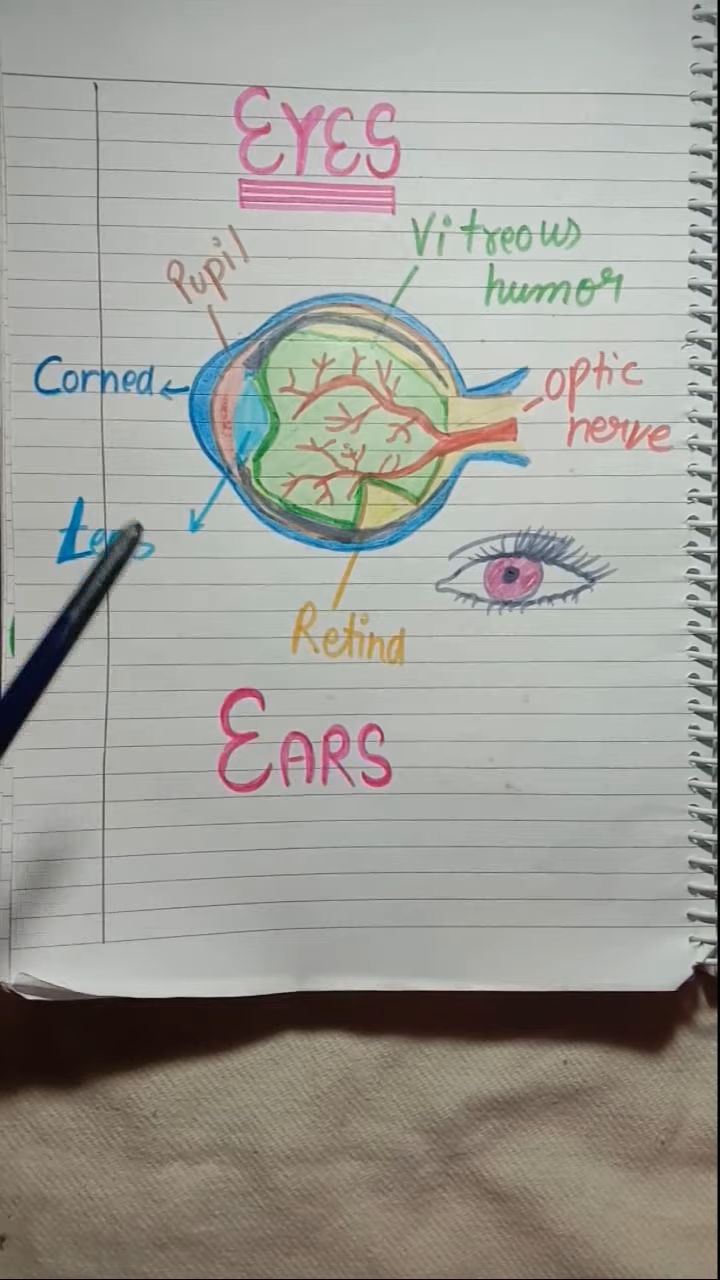 EYES
Pupil
Vitreous
humor
Cornea
optic
nerve
Retina
EARS